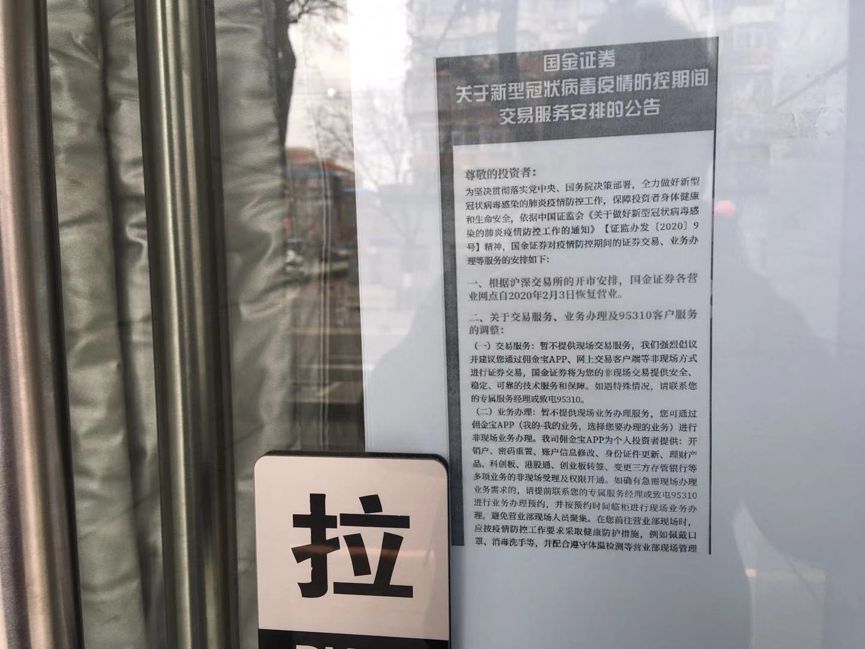 国金证券
关于新型冠状病毒疫情防控期间
交易服务安排的公告
尊敬的投资者：
为坚决贯彻落实党中央、国务院决策部署，全力做好新型
冠状病毒感染的肺炎疫情防控工作，保障投资者身体健康
和生命安全，依据中国证监会《关于做好新型冠状病毒感
染的肺炎疫情防控工作的通知》【证监办发〔2020〕9
号】精神，国金证券对疫情防控期间的证券交易、业务办
理等服务的安排如下：
一、根据沪深交易所的开市安排，国金证券各营
业网点自2020年2月3日恢复营业。
二、关于交易服务、业务办理及95310客户服务
的调整：
（一）交易服务：暂不提供现场交易服务，我们强烈倡议
并建议您通过佣金宝APP、网上交易客户端等非现场方式
进行证券交易，国金证券将为您的非现场交易提供安全、
稳定、可靠的技术服务和保障。如遇特殊情况，请联系您
的专属服务经理或致电95310。
（二）业务办理：暂不提供现场业务办理服务，您可通过
佣金宝APP（我的-我的业务，选择您要办理的业务）进行
非现场业务办理。我司佣金宝APP为个人投资者提供：开
销户、密码重置、账户信息修改、身份证件更新、理财产
品、科创板、港股通、创业板转签、变更三方存管银行等
多项业务的非现场受理及权限开通。如确有急需现场办理
业务需求的，请提前联系您的专属服务经理或致电95310
进行业务办理预约，并按预约时间临柜进行现场业务办
理。避免营业部现场人员聚集。在您前往营业部现场时，
应按疫情防控工作要求采取健康防护措施，例如佩戴口
罩、消毒洗手等，并配合遵守体温检测等营业部现场管理
拉